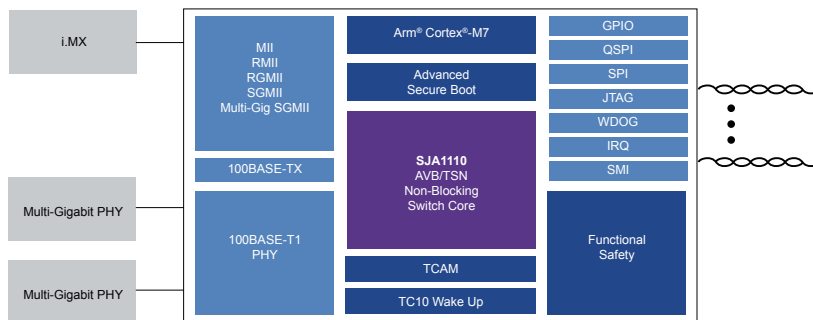 i.MX
Multi-Gigabit PHY
Multi-Gigabit PHY
MII
RMII
RGMII
SGMII
Multi-Gig SGMII
100BASE-TX
100BASE-T1
PHY
Arm® Cortex®-M7
Advanced
Secure Boot
SJA1110
AVB/TSN
Non-Blocking
Switch Core
TCAM
TC10 Wake Up
GPIO
QSPI
SPI
JTAG
WDOG
IRQ
SMI
Functional
Safety